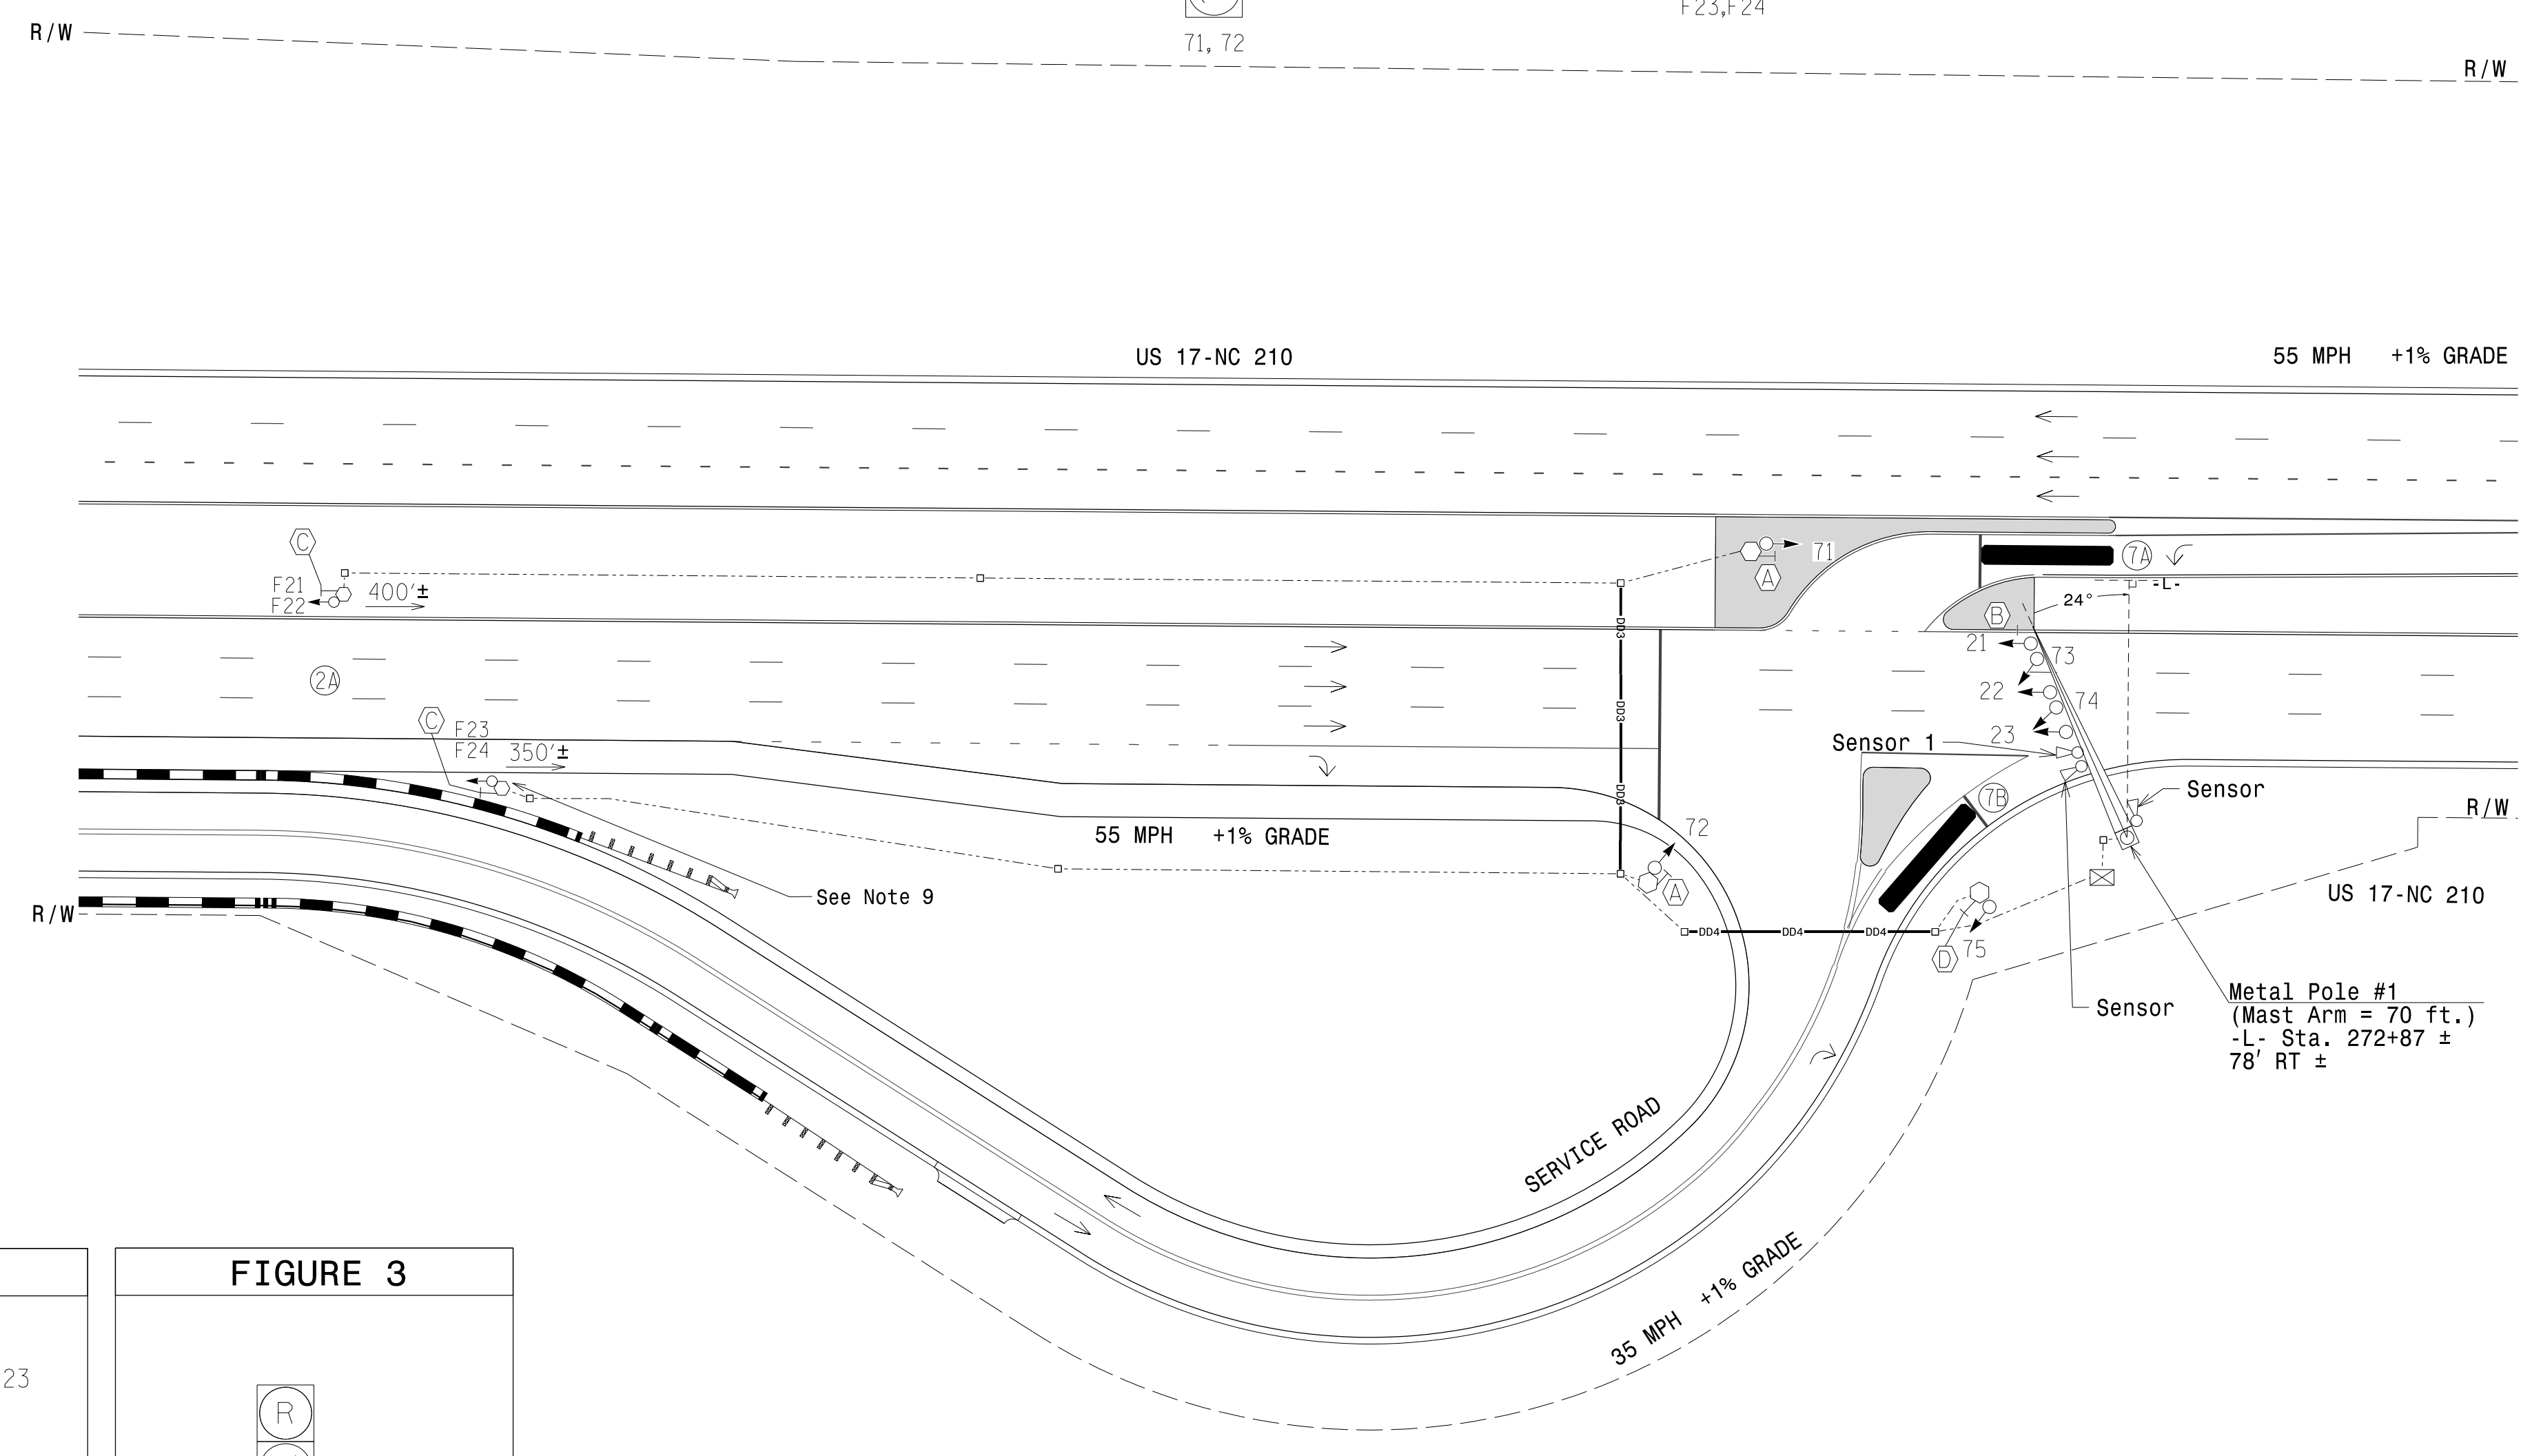 F23,F24
71, 72
R/W
R/W
US 17-NC 210
55 MPH +1% GRADE
C
F21
F22
400'±
71
A
7A
-L-
24°
B
21
73
22
74
23
2A
C
F23
F24
350'±
DD3
DD3
DD3
Sensor 1
Sensor
7B
R/W
72
55 MPH +1% GRADE
A
See Note 9
US 17-NC 210
R/W
DD4
DD4
DD4
75
D
Metal Pole #1
(Mast Arm = 70 ft.)
-L- Sta. 272+87 ±
78' RT ±
Sensor
SERVICE ROAD
35 MPH +1% GRADE
FIGURE 3
23
R